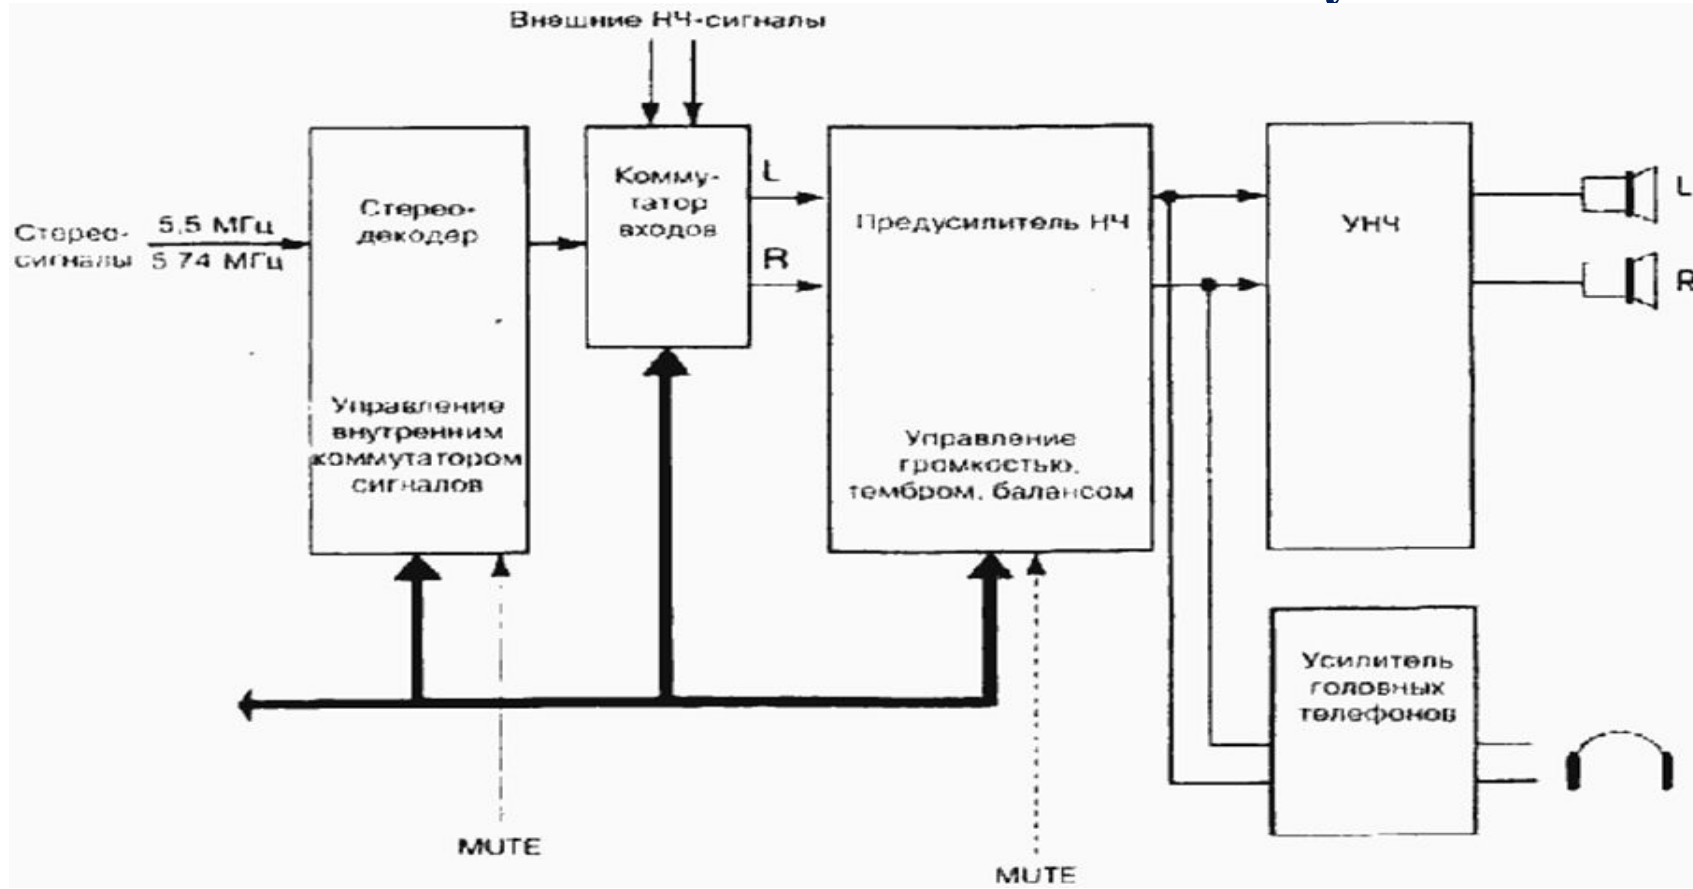 Внешние НЧ-сигналы
Стерео-
сигналы
5,5 МГц
5 74 МГц
Стерео-
декодер
Управление
внутренним
коммутатором
сигналов
Комму-
татор
входов
L
R
Предусилитель НЧ
Управление
громкостью,
тембром, балансом
УНЧ
L
R
Усилитель
головных
телефонов
MUTE
MUTE